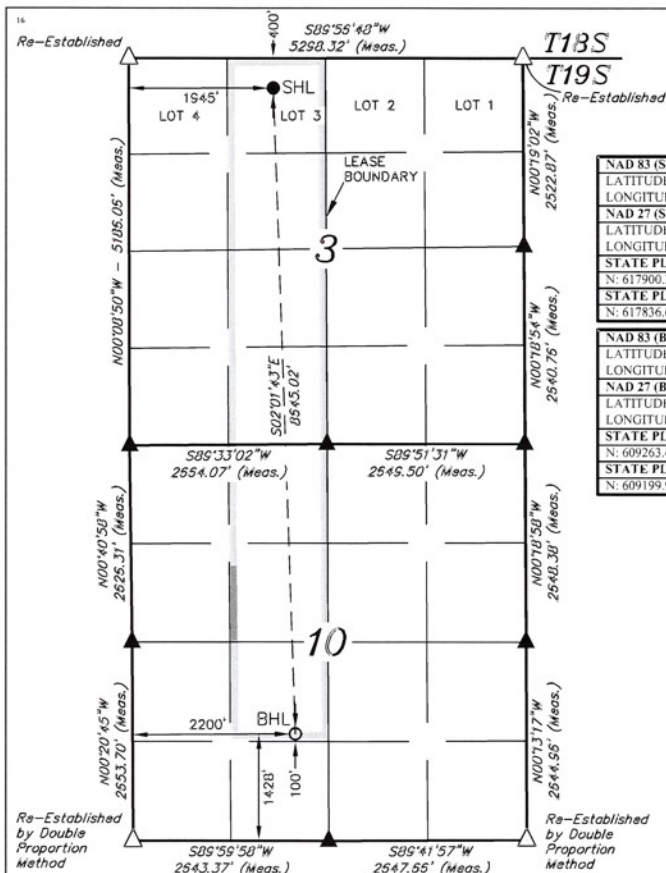 16
S89°56'48"W
5298.32' (Meas.)
400'
T18S
T19S
Re-Established
Re-Established
1945'
SHL
LOT 4
LOT 3
LOT 2
LOT 1
LEASE
BOUNDARY
3
N00°08'50"W - 5185.05' (Meas.)
N00°19'02"W
2522.87' (Meas.)
N00°18'54"W
2640.76' (Meas.)
S02°01'43"E
8645.02'
NAD 83 (S
LATITUDE
LONGITUD
NAD 27 (S
LATITUDE
LONGITUD
STATE PL
N: 617900.
STATE PL
N: 617836.
NAD 83 (B
LATITUDE
LONGITUD
NAD 27 (B
LATITUDE
LONGITUD
STATE PL
N: 609263.
STATE PL
N: 609199.
S89°33'02"W
2654.07' (Meas.)
S89°51'31"W
2649.50' (Meas.)
N00°40'58"W
2625.31' (Meas.)
N00°18'58"W
2648.38' (Meas.)
10
2200'
BHL
N00°20'45"W
2653.70' (Meas.)
1428'
100'
N00°13'17"W
2644.96' (Meas.)
Re-Established
by Double
Proportion
Method
S89°59'58"W
2643.37' (Meas.)
S89°41'57"W
2647.66' (Meas.)
Re-Established
by Double
Proportion
Method